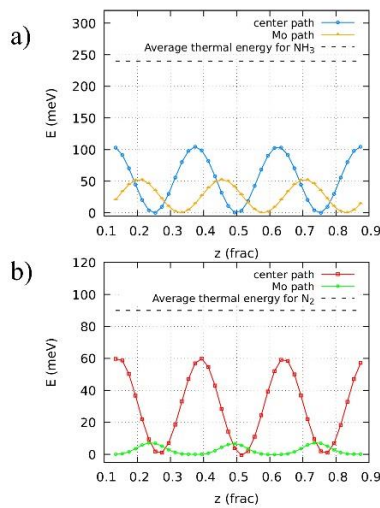 a)
center path
Mo path
Average thermal energy for NH3
E (meV)
300
250
200
150
100
50
0
0.1 0.2 0.3 0.4 0.5 0.6 0.7 0.8 0.9
z (frac)
b)
center path
Mo path
Average thermal energy for N2
E (meV)
120
100
80
60
40
20
0
0.1 0.2 0.3 0.4 0.5 0.6 0.7 0.8 0.9
z (frac)